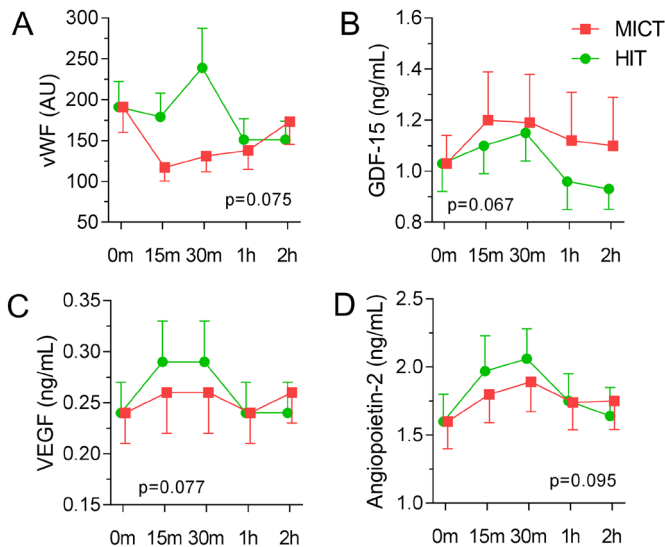 A
vWF (AU)
300
250
200
150
100
50
p=0.075
0m 15m 30m 1h 2h
B
GDF-15 (ng/mL)
1.6
1.4
1.2
1.0
0.8
MICT
HIT
p=0.067
0m 15m 30m 1h 2h
C
VEGF (ng/mL)
0.35
0.30
0.25
0.20
0.15
p=0.077
0m 15m 30m 1h 2h
D
Angiopoietin-2 (ng/mL)
2.5
2.0
1.5
1.0
p=0.095
0m 15m 30m 1h 2h